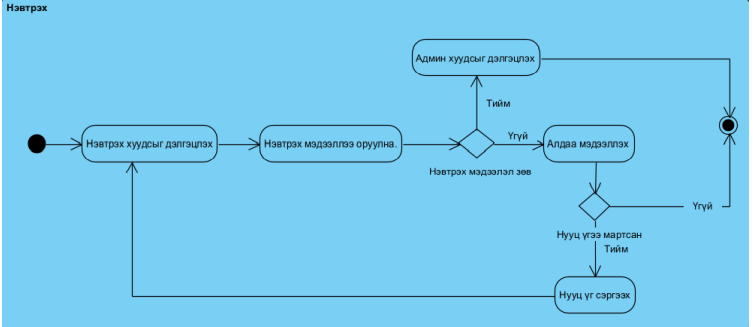 Нэвтрэх
Админ хуудсыг дэлгэцлэх
Тийм
Нэвтрэх хуудсыг дэлгэцлэх
Нэвтрэх мэдээллээ оруулна.
Үгүй
Алдаа мэдээллэх
Нэвтрэх мэдээлэл зөв
Үгүй
Нууц үгээ мартсан
Тийм
Нууц үг сэргээх